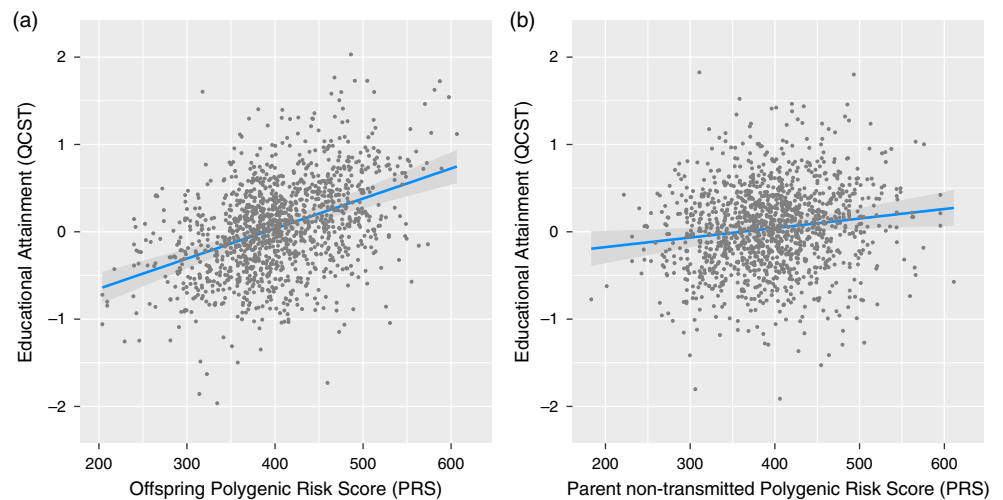 (a)
Educational Attainment (QCST)
2
1
0
−1
−2
200 300 400 500 600
Offspring Polygenic Risk Score (PRS)
(b)
Educational Attainment (QCST)
2
1
0
−1
−2
200 300 400 500 600
Parent non-transmitted Polygenic Risk Score (PRS)